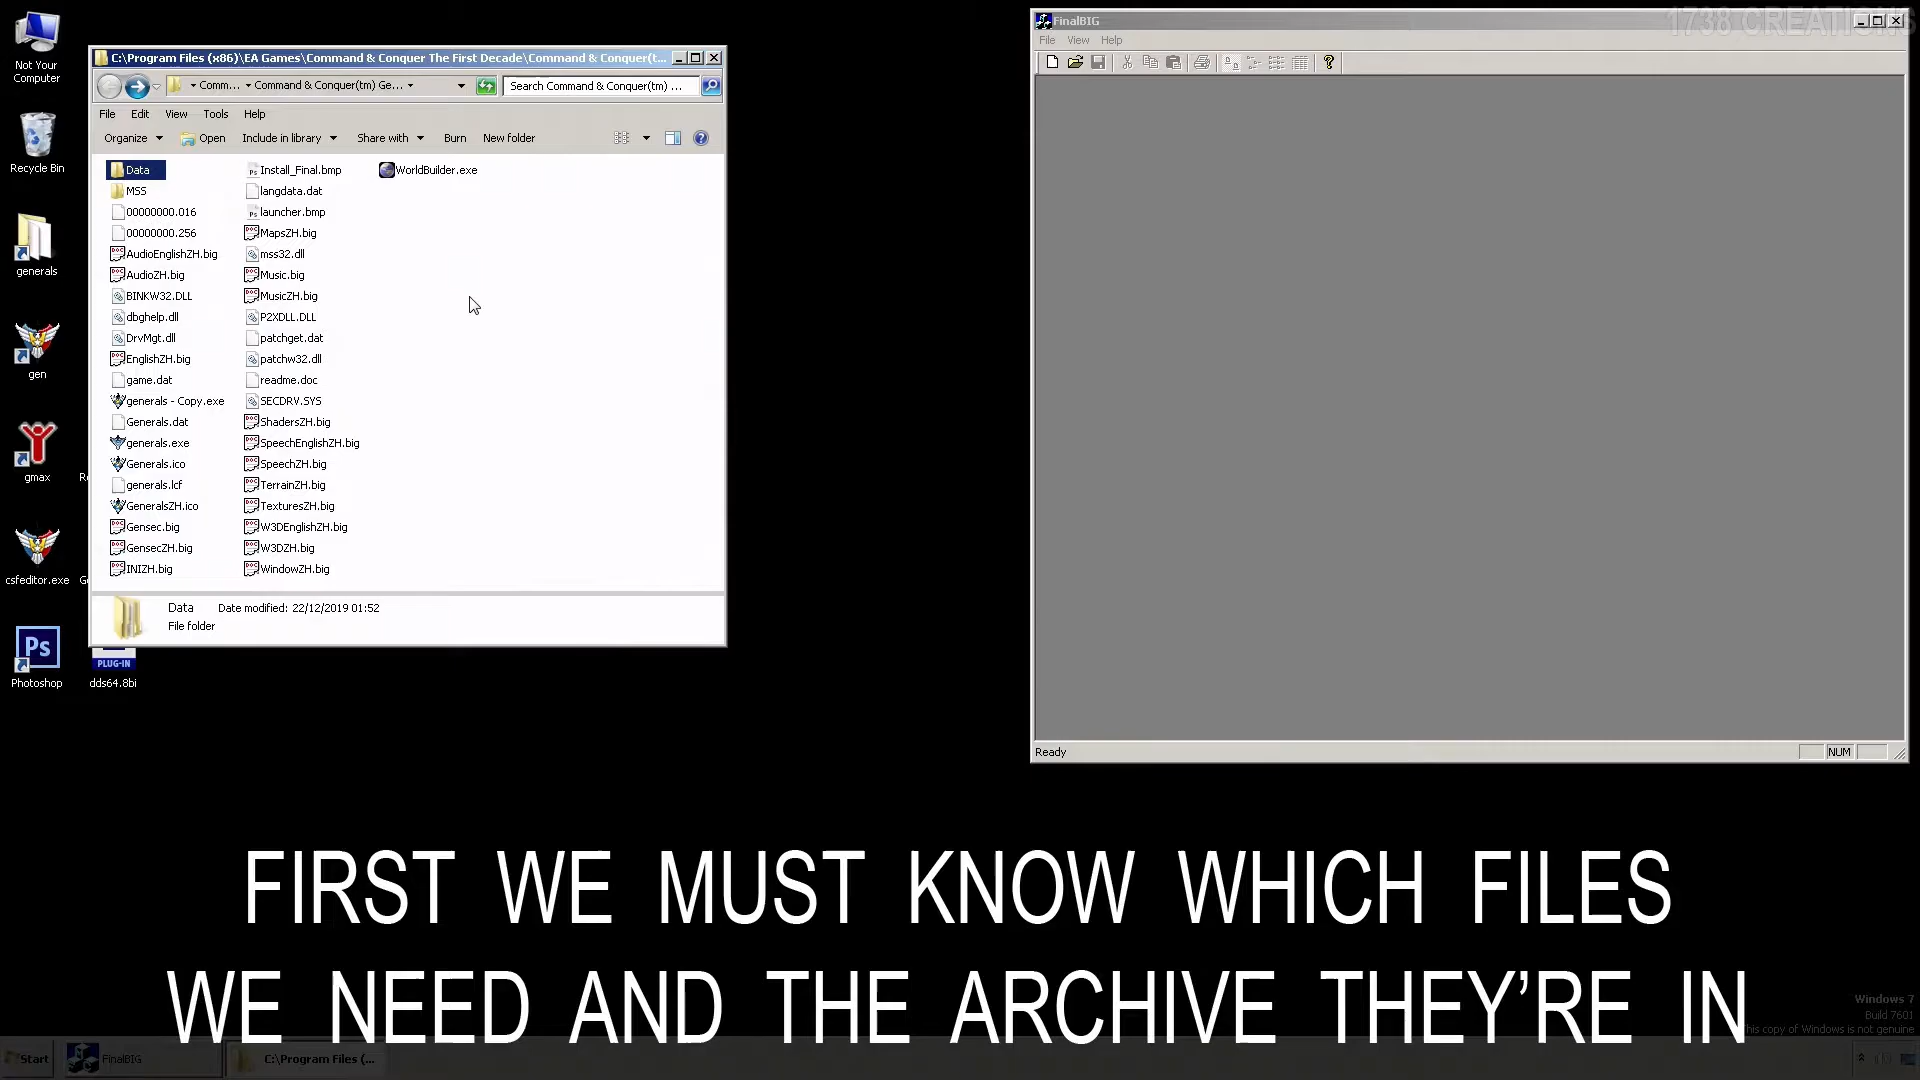 1738 CREATIONS
Not Your
Computer
Recycle Bin
generals
gen
gmax
csfeditor.exe
Photoshop
PLUG-IN
dds64.8bi
C:\Program Files (x86)\EA Games\Command & Conquer The First Decade\Command & Conquer(t...
Comm... Command & Conquer(tm) Ge...
Search Command & Conquer(tm) ...
File Edit View Tools Help
Organize Open Include in library Share with Burn New folder
Data
MSS
00000000.016
00000000.256
AudioEnglishZH.big
AudioZH.big
BINKW32.DLL
dbghelp.dll
DrvMgt.dll
EnglishZH.big
game.dat
generals - Copy.exe
Generals.dat
generals.exe
Generals.ico
generals.lcf
GeneralsZH.ico
Gensec.big
GensecZH.big
INIZH.big
Install_Final.bmp
langdata.dat
launcher.bmp
MapsZH.big
mss32.dll
Music.big
MusicZH.big
P2XDLL.DLL
patchget.dat
patchw32.dll
readme.doc
SECDRV.SYS
ShadersZH.big
SpeechEnglishZH.big
SpeechZH.big
TerrainZH.big
TexturesZH.big
W3DEnglishZH.big
W3DZH.big
WindowZH.big
WorldBuilder.exe
Data Date modified: 22/12/2019 01:52
File folder
FinalBIG
File View Help
Ready
NUM
FIRST WE MUST KNOW WHICH FILES
WE NEED AND THE ARCHIVE THEY'RE IN
Windows 7
Build 7601
This copy of Windows is not genuine
Start
FinalBIG
C:\Program Files (...